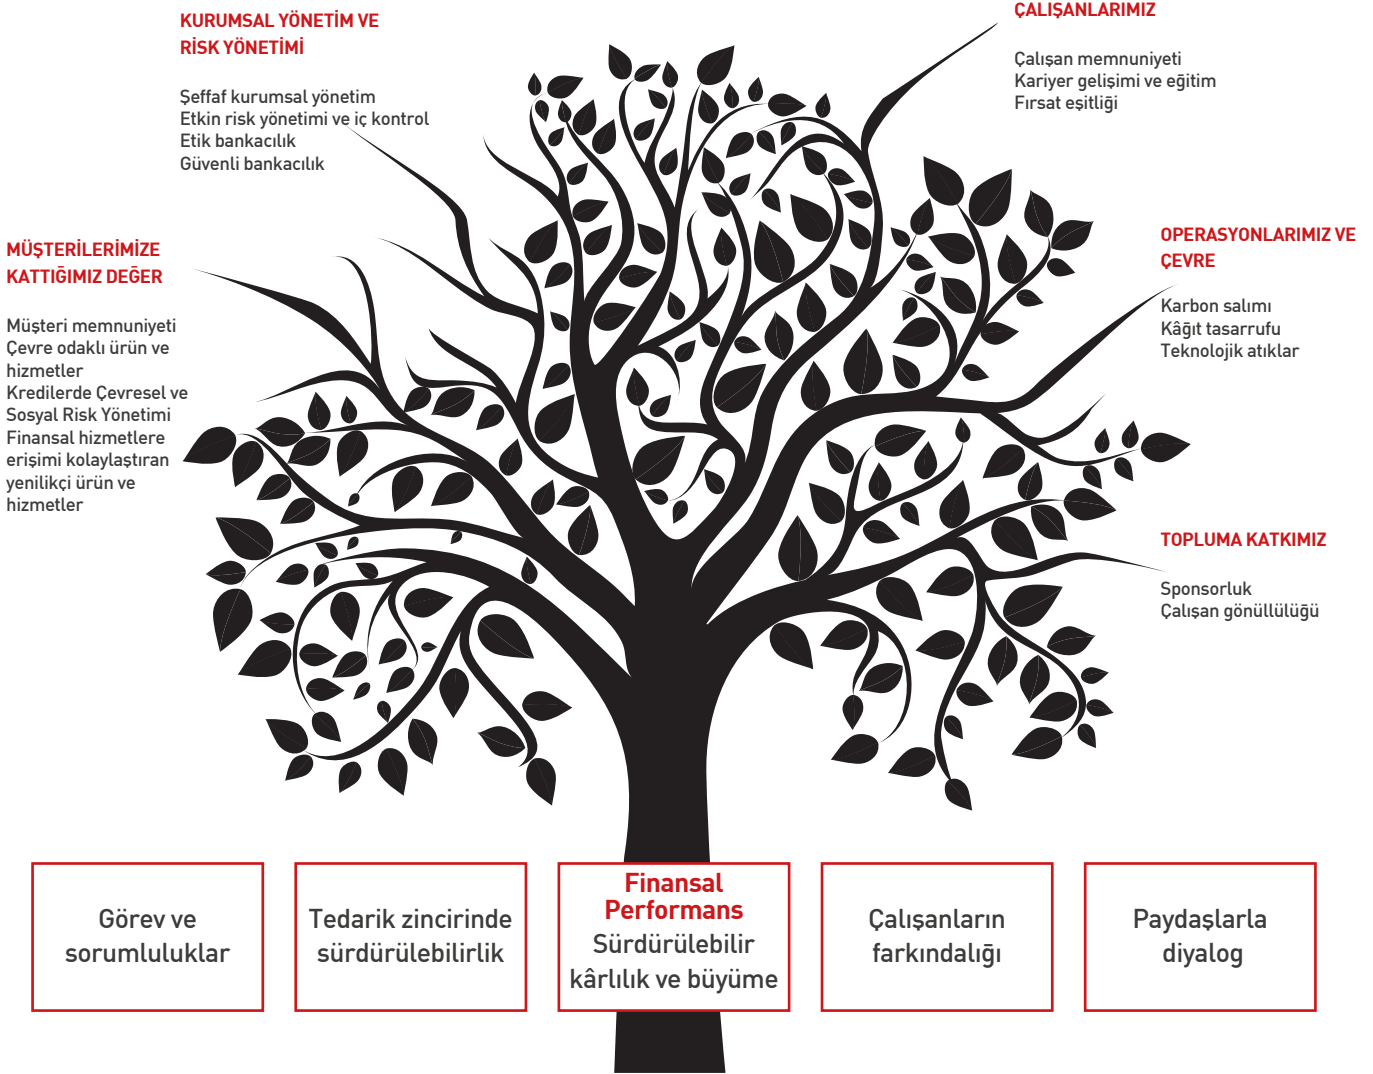 KURUMSAL YÖNETİM VE
RİSK YÖNETİMİ
Şeffaf kurumsal yönetim
Etkin risk yönetimi ve iç kontrol
Etik bankacılık
Güvenli bankacılık
ÇALIŞANLARIMIZ
Çalışan memnuniyeti
Kariyer gelişimi ve eğitim
Fırsat eşitliği
MÜŞTERİLERİMİZE
KATTIĞIMIZ DEĞER
Müşteri memnuniyeti
Çevre odaklı ürün ve
hizmetler
Kredilerde Çevresel ve
Sosyal Risk Yönetimi
Finansal hizmetlere
erişimi kolaylaştıran
yenilikçi ürün ve
hizmetler
OPERASYONLARIMIZ VE
ÇEVRE
Karbon salımı
Kâğıt tasarrufu
Teknolojik atıklar
TOPLUMA KATKIMIZ
Sponsorluk
Çalışan gönüllülüğü
Görev ve
sorumluluklar
Tedarik zincirinde
sürdürülebilirlik
Finansal
Performans
Sürdürülebilir
kârlılık ve büyüme
Çalışanların
farkındalığı
Paydaşlarla
diyalog